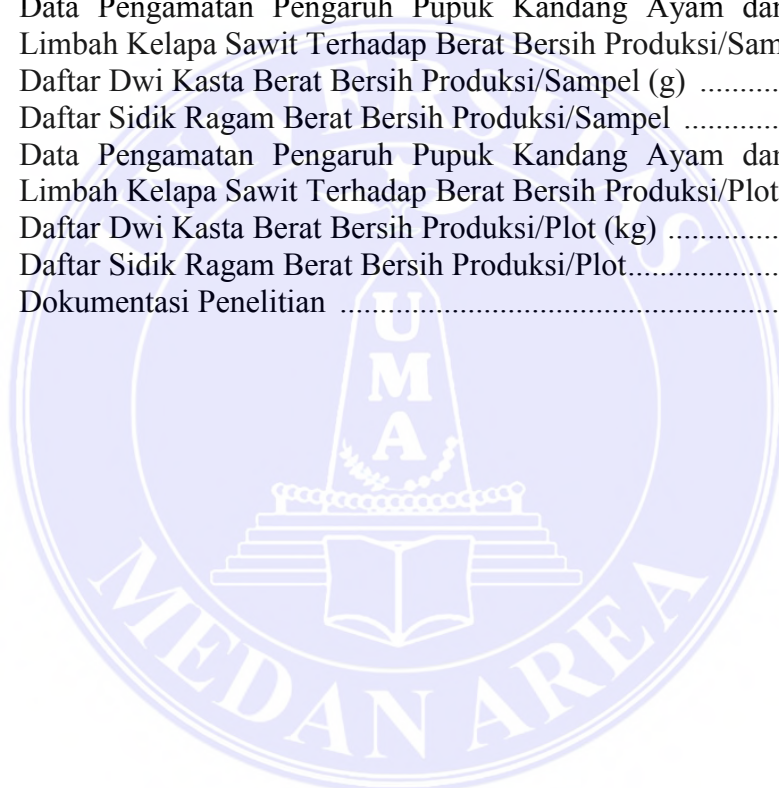 Data Pengamatan Pengaruh Pupuk Kandang Ayam dan
Limbah Kelapa Sawit Terhadap Berat Bersih Produksi/Sam
Daftar Dwi Kasta Berat Bersih Produksi/Sampel (g) ..........
Daftar Sidik Ragam Berat Bersih Produksi/Sampel ............
Data Pengamatan Pengaruh Pupuk Kandang Ayam dan
Limbah Kelapa Sawit Terhadap Berat Bersih Produksi/Plot
Daftar Dwi Kasta Berat Bersih Produksi/Plot (kg) ..............
Daftar Sidik Ragam Berat Bersih Produksi/Plot...................
Dokumentasi Penelitian .......................................................
UNIVERSITAS
UMA
MEDAN AREA